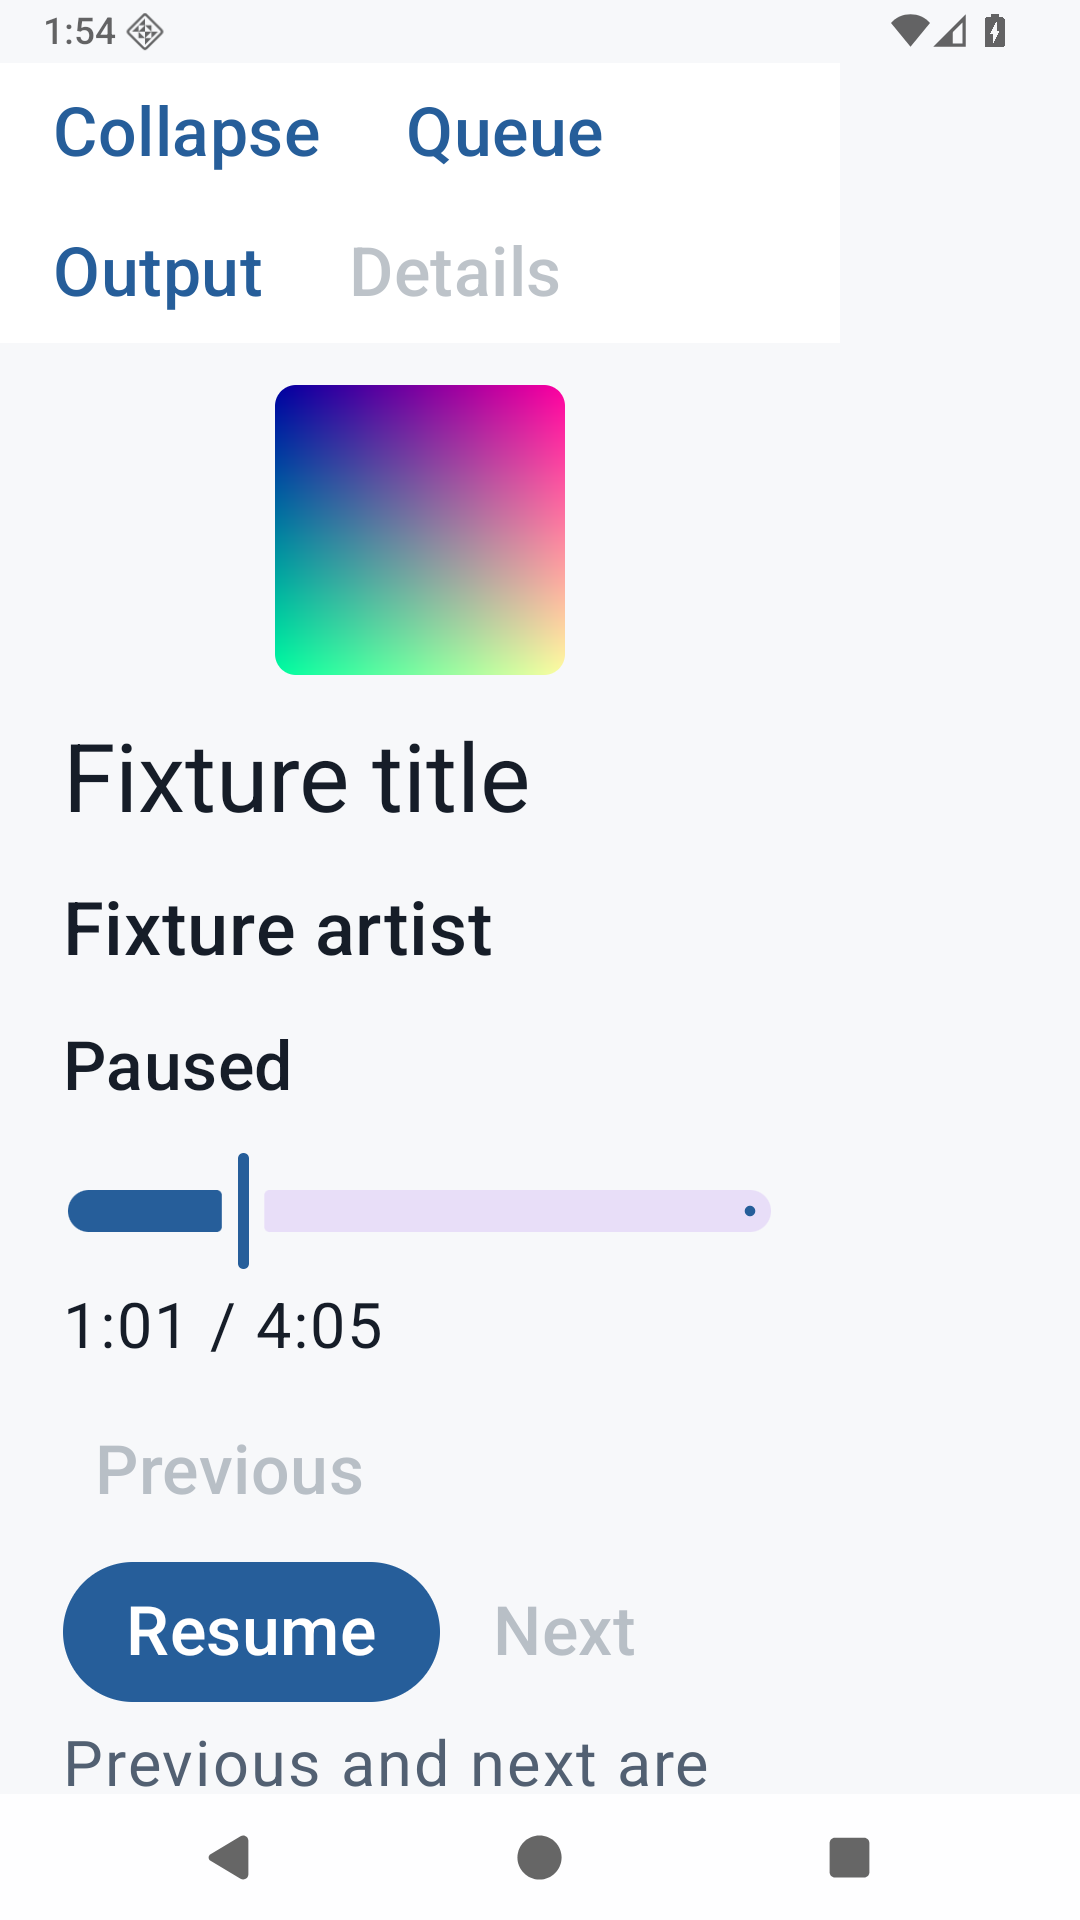 1:54
Collapse Queue
Output Details
Fixture title
Fixture artist
Paused
1:01 / 4:05
Previous
Resume Next
Previous and next are